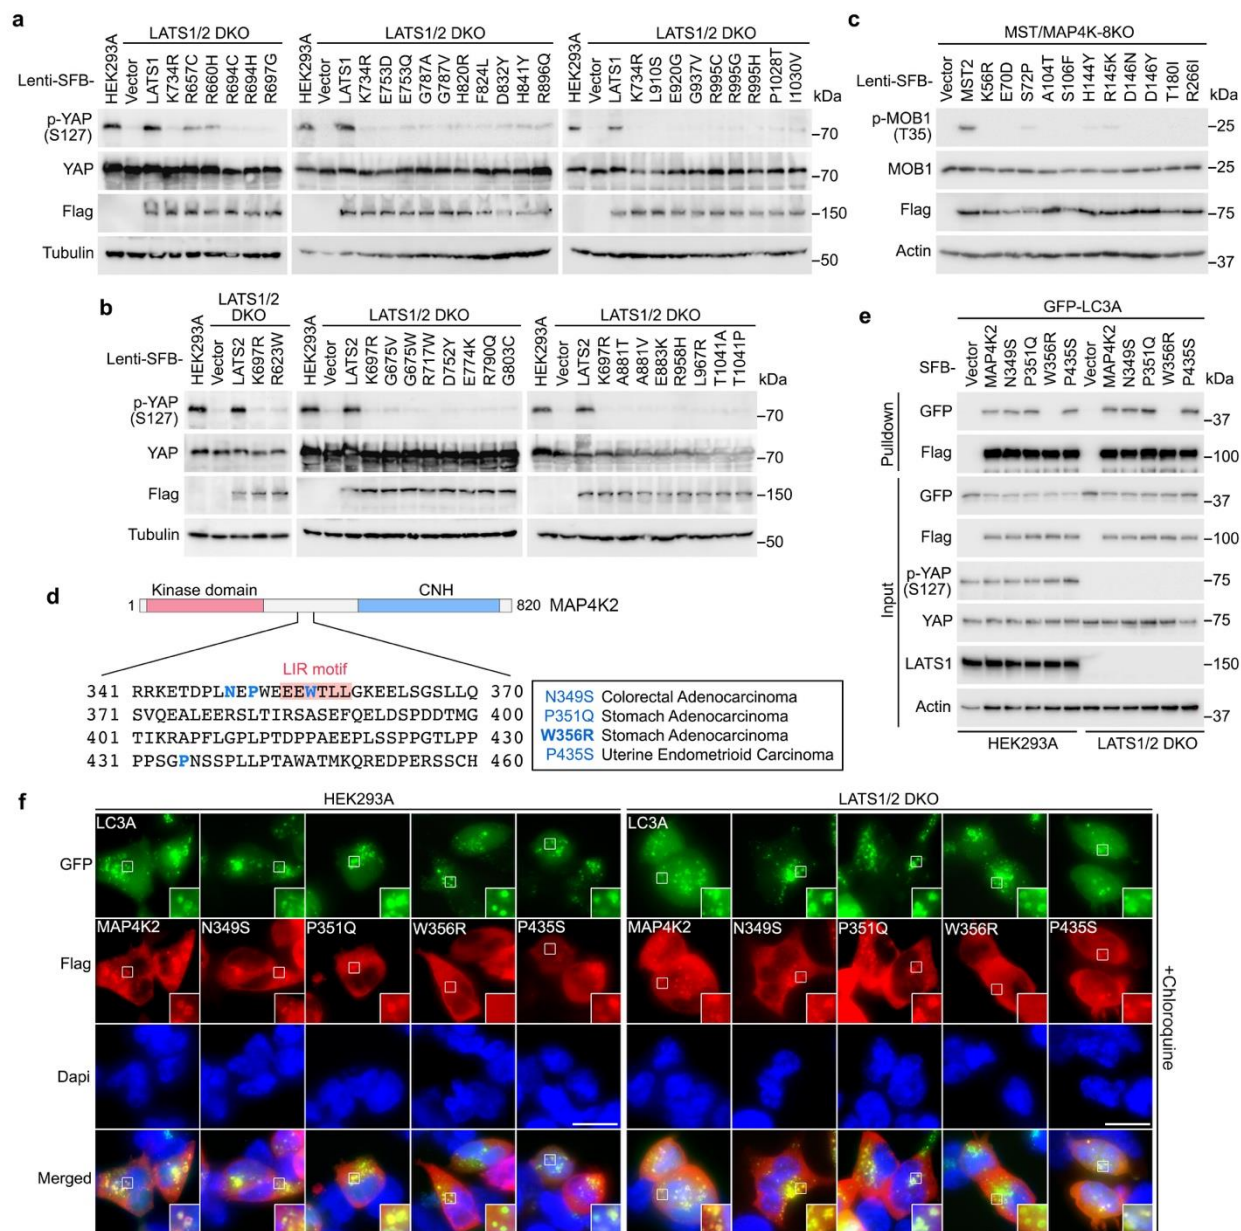 a
LATS1/2 DKO
LATS1/2 DKO
LATS1/2 DKO
Lenti-SFB-
HEK293A
Vector
LATS1
K734R
R657C
R660H
R694C
R694H
R697G
HEK293A
Vector
LATS1
K734R
E753D
E753Q
G787A
G787V
H820R
F824L
D832Y
H841Y
R896Q
HEK293A
Vector
LATS1
K734R
L910S
E920G
G937V
R995C
R995G
R995H
P1028T
I1030V
kDa
p-YAP
(S127)
–70
YAP
–70
Flag
–150
Tubulin
–50
c
MST/MAP4K-8KO
Lenti-SFB-
Vector
MST2
K56R
E70D
S72P
A104T
S106F
H144Y
R145K
D146N
D146Y
T180I
R266I
kDa
p-MOB1
(T35)
–25
MOB1
–25
Flag
–75
Actin
–37
b
LATS1/2
DKO
LATS1/2 DKO
LATS1/2 DKO
Lenti-SFB-
HEK293A
Vector
LATS2
K697R
R623W
HEK293A
Vector
LATS2
K697R
G675V
G675W
R717W
D752Y
E774K
R790Q
G803C
HEK293A
Vector
LATS2
K697R
A881T
A881V
E883K
R958H
L967R
T1041A
T1041P
kDa
p-YAP
(S127)
–70
YAP
–70
Flag
–150
Tubulin
–50
e
GFP-LC3A
SFB-
Vector
MAP4K2
N349S
P351Q
W356R
P435S
Vector
MAP4K2
N349S
P351Q
W356R
P435S
kDa
Pulldown
GFP
–37
Flag
–100
Input
GFP
–37
Flag
–100
p-YAP
(S127)
–75
YAP
–75
LATS1
–150
Actin
–37
HEK293A
LATS1/2 DKO
d
Kinase domain
CNH
1
820 MAP4K2
LIR motif
341 RRKETDPLNEPWEEEWTLLGKEELSGSLLQ 370
371 SVQEALEERSLTIRSASEFQELDSPDDTMG 400
401 TIKRAPFLGPLPTDPPAEEPLSSPPGTLPP 430
431 PPSGPNSSPLLPTAWATMKQREDPERSSCH 460
N349S Colorectal Adenocarcinoma
P351Q Stomach Adenocarcinoma
W356R Stomach Adenocarcinoma
P435S Uterine Endometrioid Carcinoma
f
HEK293A
LATS1/2 DKO
GFP
LC3A
LC3A
Flag
MAP4K2
N349S
P351Q
W356R
P435S
MAP4K2
N349S
P351Q
W356R
P435S
Dapi
Merged
+Chloroquine